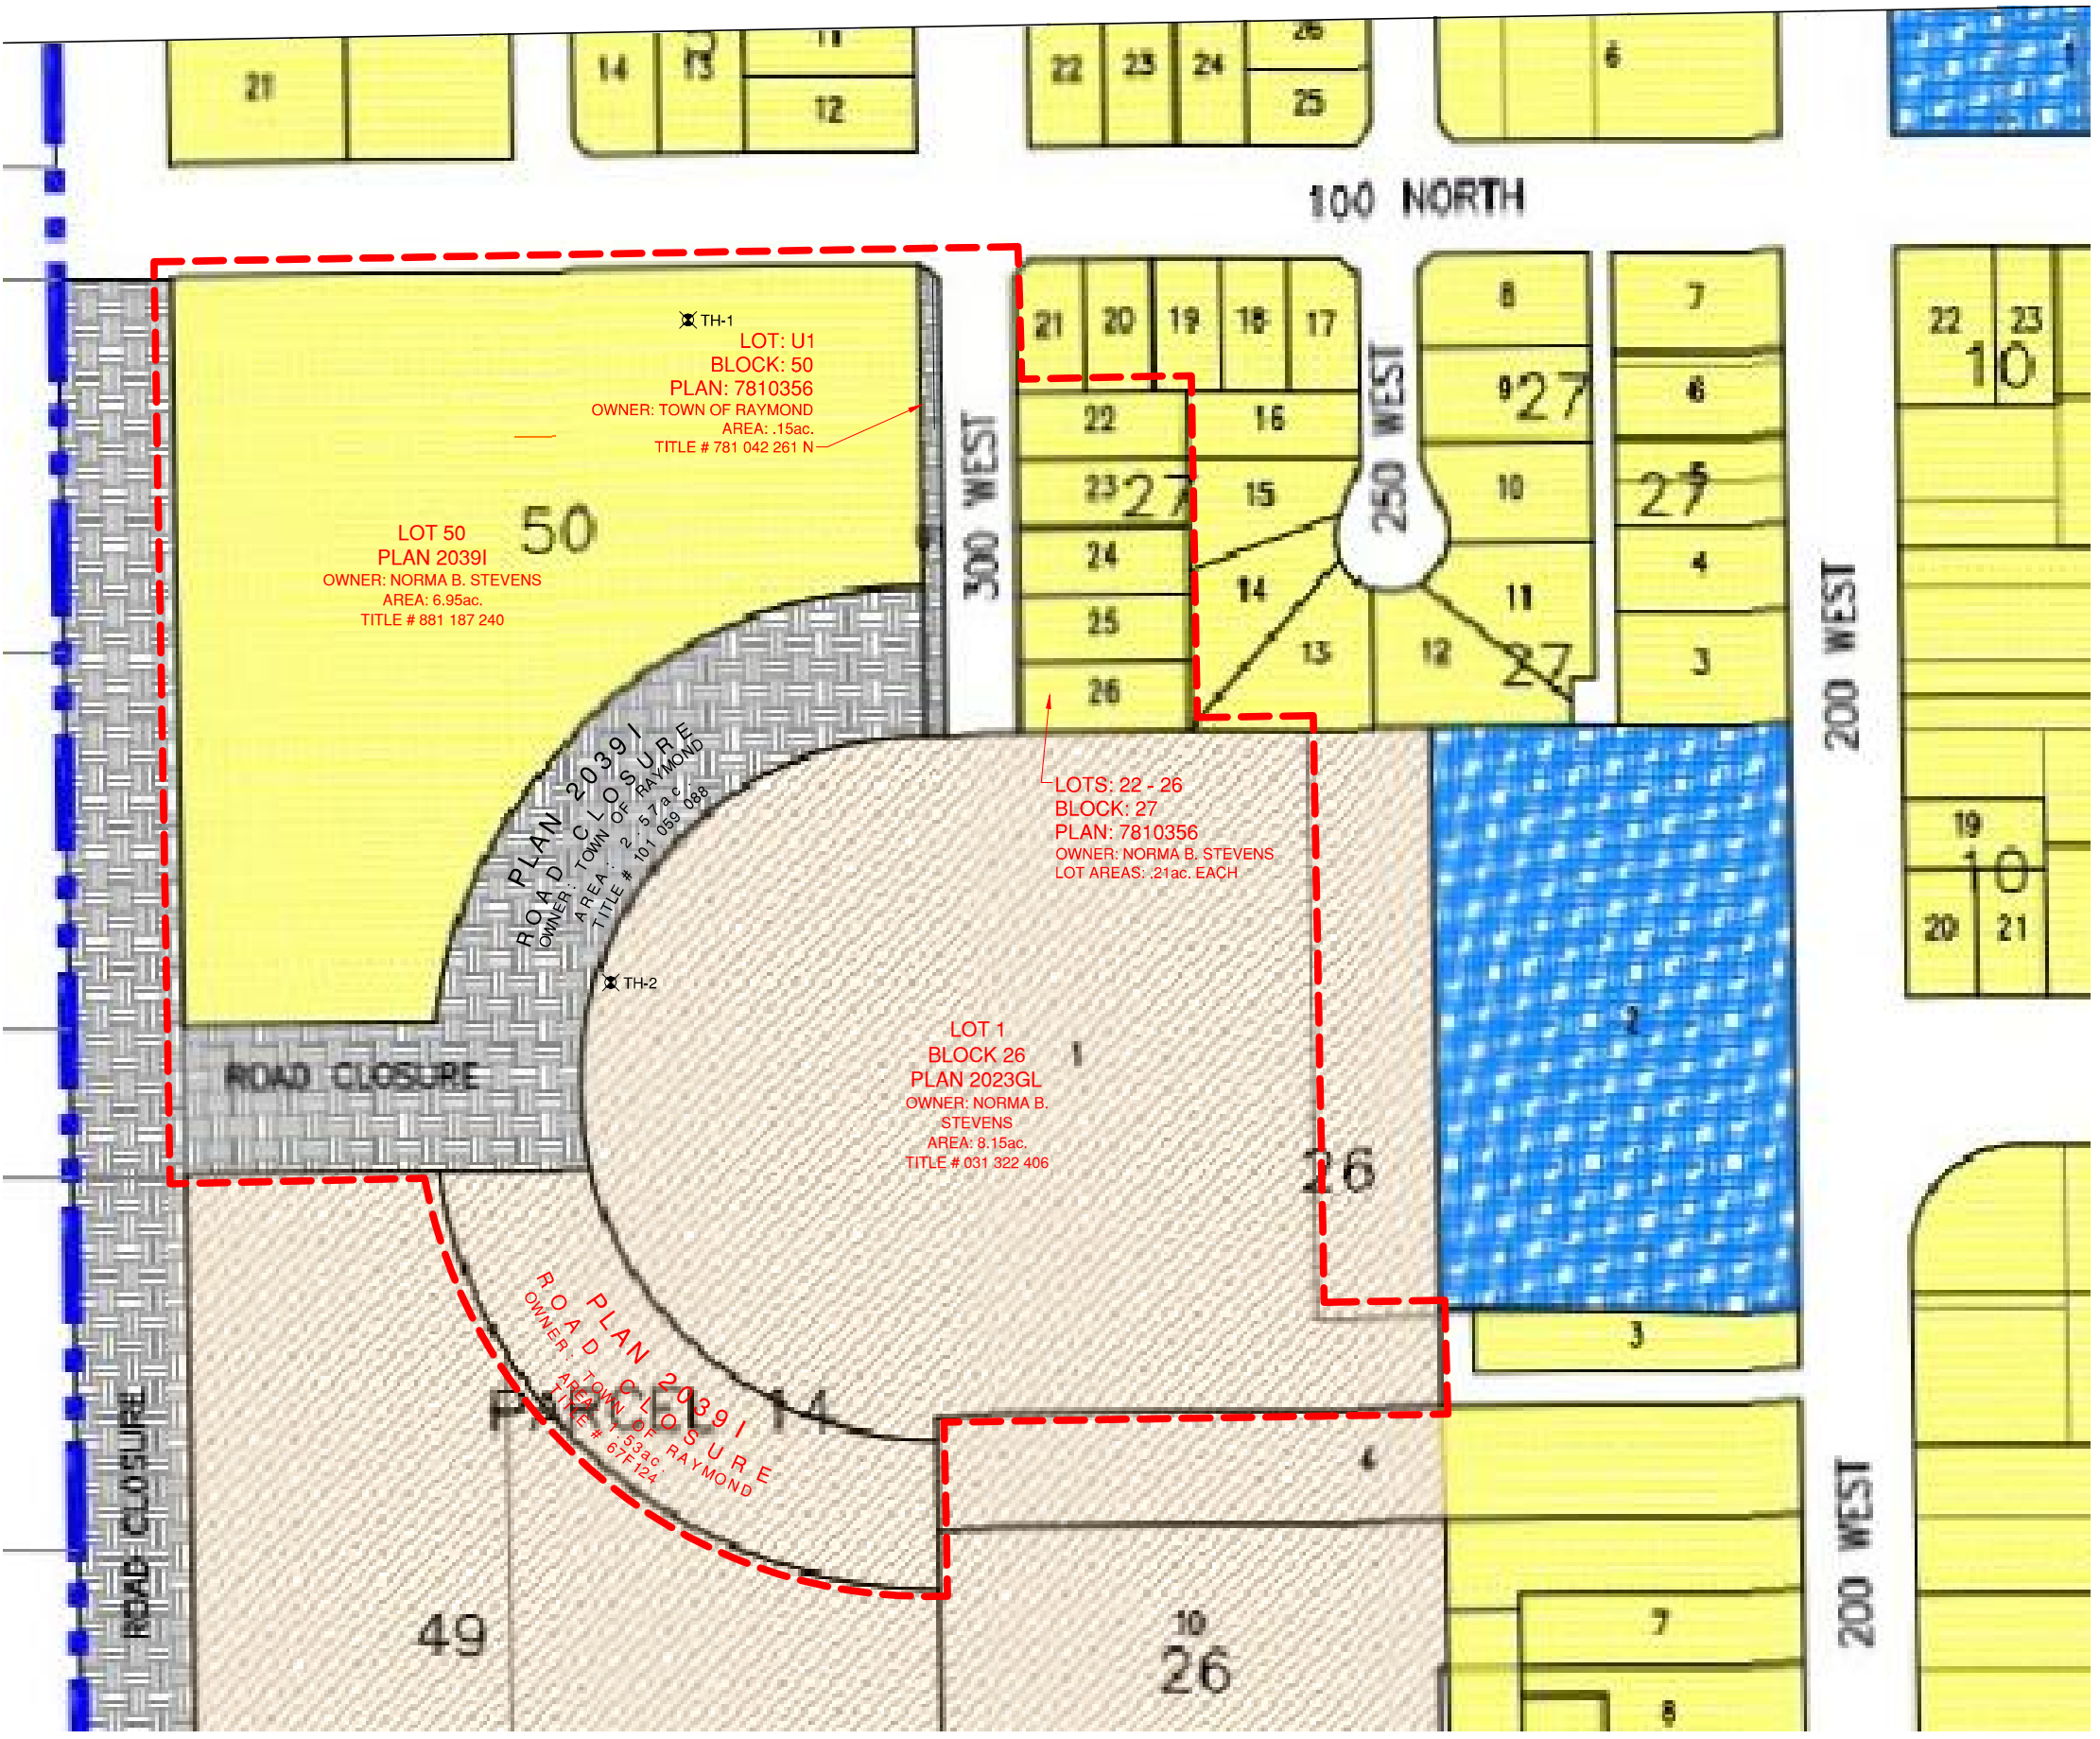 21
14
13
11
12
22
23
24
26
25
6
1
100 NORTH
TH-1
LOT: U1
BLOCK: 50
PLAN: 7810356
OWNER: TOWN OF RAYMOND
AREA: .15ac.
TITLE # 781 042 261 N
LOT 50
PLAN 2039I
OWNER: NORMA B. STEVENS
AREA: 6.95ac.
TITLE # 881 187 240
50
300 WEST
21
20
19
18
17
22
23
27
24
25
26
16
15
14
13
12
250 WEST
8
9
27
10
11
27
7
6
5
27
4
3
200 WEST
22
23
10
19
10
20
21
PLAN 2039I
ROAD CLOSURE
OWNER: TOWN OF RAYMOND
AREA: 2.57ac.
TITLE # 101 059 088
LOTS: 22 - 26
BLOCK: 27
PLAN: 7810356
OWNER: NORMA B. STEVENS
LOT AREAS: .21ac. EACH
TH-2
LOT 1
BLOCK 26
PLAN 2023GL
OWNER: NORMA B.
STEVENS
AREA: 8.15ac.
TITLE # 031 322 406
1
26
2
3
ROAD CLOSURE
PLAN 2039I
ROAD CLOSURE
OWNER: TOWN OF RAYMOND
AREA: 1.53ac.
TITLE # 67F124
PARCEL 14
4
ROAD CLOSURE
49
10
26
7
8
200 WEST